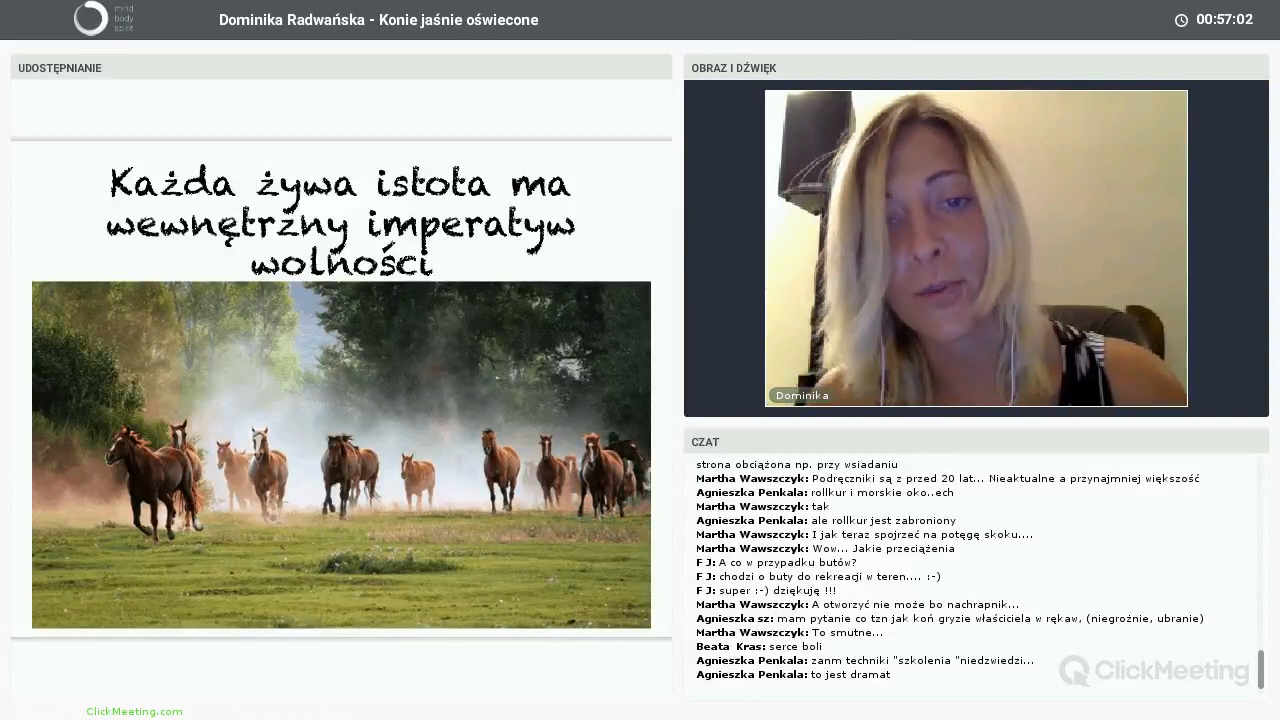 mind
body
spirit
Dominika Radwańska - Konie jaśnie oświecone
00:57:02
UDOSTĘPNIANIE
Każda żywa istota ma
wewnętrzny imperatyw
wolności
OBRAZ I DŹWIĘK
Dominika
CZAT
strona obciążona np. przy wsiadaniu
Martha Wawszczyk: Podręczniki są z przed 20 lat... Nieaktualne a przynajmniej większość
Agnieszka Penkala: rollkur i morskie oko..ech
Martha Wawszczyk: tak
Agnieszka Penkala: ale rollkur jest zabroniony
Martha Wawszczyk: I jak teraz spojrzeć na potęgę skoku....
Martha Wawszczyk: Wow... Jakie przeciążenia
F J: A co w przypadku butów?
F J: chodzi o buty do rekreacji w teren.... :-)
F J: super :-) dziękuję !!!
Martha Wawszczyk: A otworzyć nie może bo nachrapnik...
Agnieszka sz: mam pytanie co tzn jak koń gryzie właściciela w rękaw, (niegroźnie, ubranie)
Martha Wawszczyk: To smutne...
Beata Kras: serce boli
Agnieszka Penkala: zanm techniki "szkolenia "niedzwiedzi...
Agnieszka Penkala: to jest dramat
ClickMeeting
ClickMeeting.com